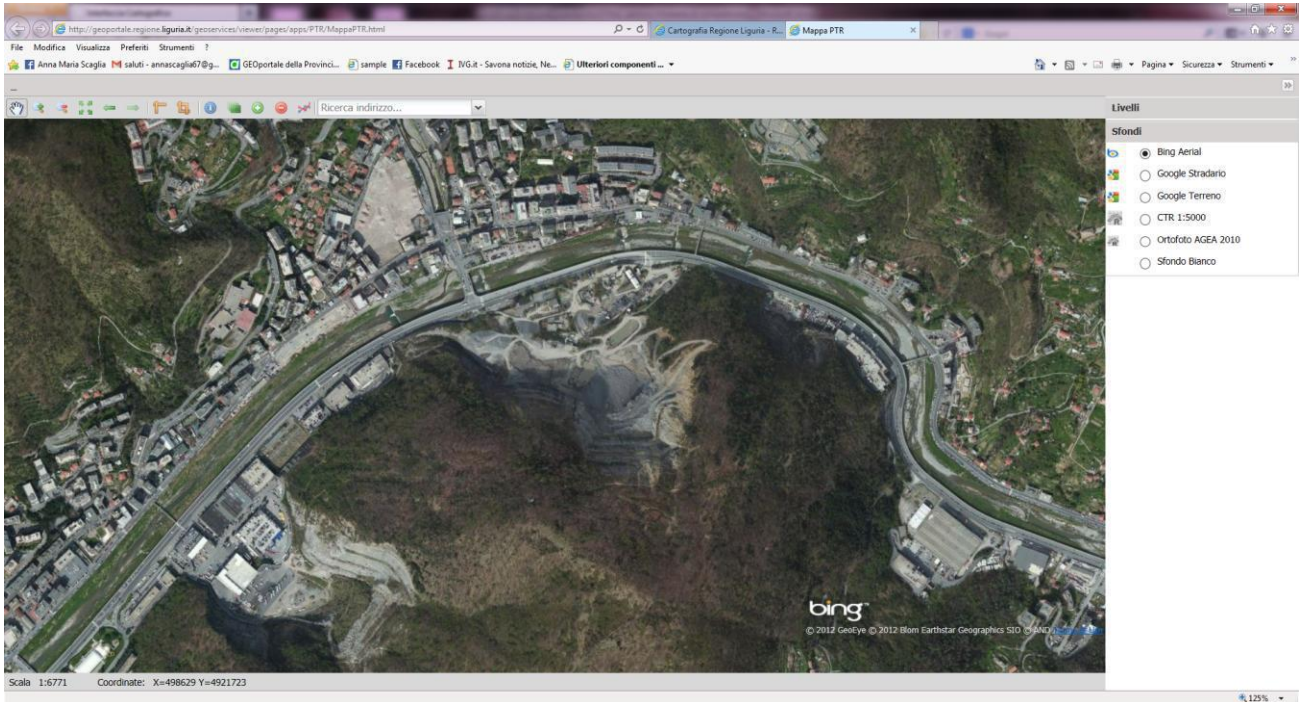 http://geoportale.regione.liguria.it/geoservices/viewer/pages/apps/PTR/MappaPTR.html
Cartografia Regione Liguria - R...
Mappa PTR
File Modifica Visualizza Preferiti Strumenti ?
Anna Maria Scaglia
saluti - annascaglia67@g...
GEOportale della Provinci...
sample
Facebook
IVG.it - Savona notizie, Ne...
Ulteriori componenti ...
Pagina
Sicurezza
Strumenti
Ricerca indirizzo...
Livelli
Sfondi
Bing Aerial
Google Stradario
Google Terreno
CTR 1:5000
Ortofoto AGEA 2010
Sfondo Bianco
bing
© 2012 GeoEye © 2012 Blom Earthstar Geographics SIO © AND
Scala 1:6771 Coordinate: X=498629 Y=4921723
125%